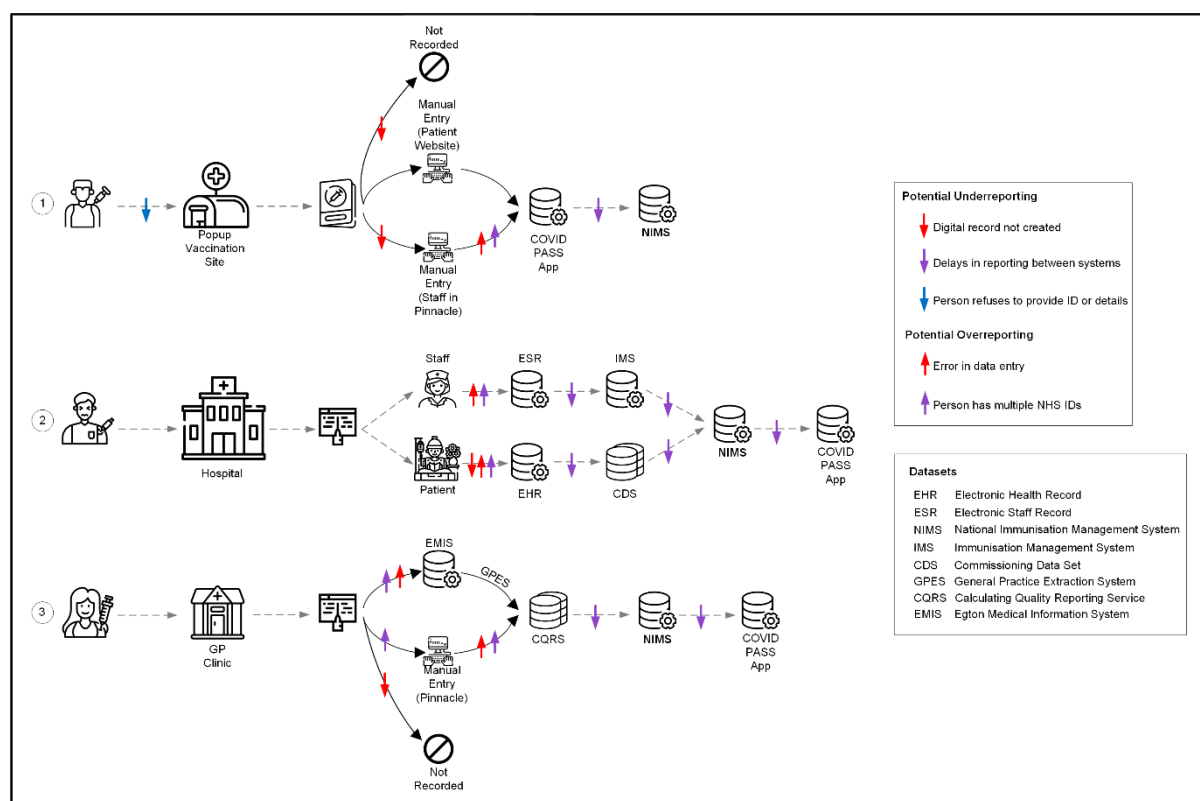 Not
Recorded
Manual
Entry
(Patient
Website)
1
Popup
Vaccination
Site
COVID
PASS
App
NIMS
Manual
Entry
(Staff in
Pinnacle)
Potential Underreporting
Digital record not created
Delays in reporting between systems
Person refuses to provide ID or details
Potential Overreporting
Error in data entry
Person has multiple NHS IDs
Staff
ESR
IMS
2
Hospital
Patient
EHR
CDS
NIMS
COVID
PASS
App
Datasets
EHR Electronic Health Record
ESR Electronic Staff Record
NIMS National Immunisation Management System
IMS Immunisation Management System
CDS Commissioning Data Set
GPES General Practice Extraction System
CQRS Calculating Quality Reporting Service
EMIS Egton Medical Information System
EMIS
GPES
3
GP
Clinic
Manual
Entry
(Pinnacle)
CQRS
NIMS
COVID
PASS
App
Not
Recorded